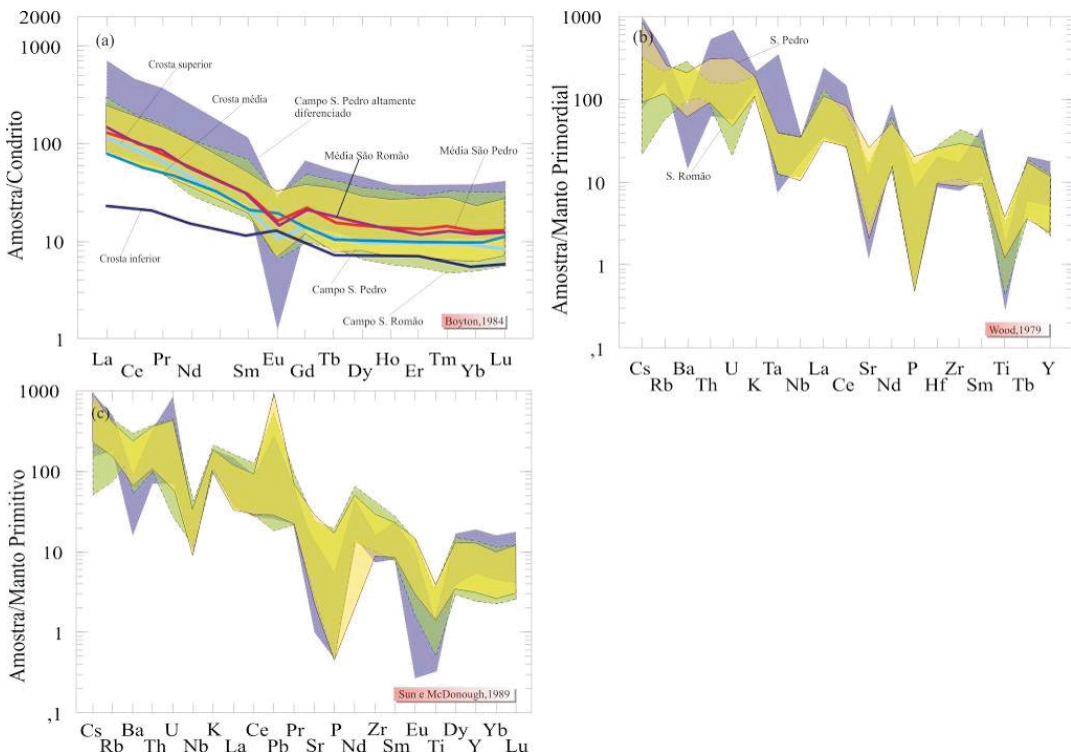 (a)
Amostra/Condrito
2000
1000
100
10
1
Crosta superior
Crosta média
Campo S. Pedro altamente
diferenciado
Média São Romão
Média São Pedro
Crosta inferior
Campo S. Pedro
Campo S. Romão
Boyton,1984
La Ce Pr Nd Sm Eu Gd Tb Dy Ho Er Tm Yb Lu
(b)
Amostra/Manto Primordial
1000
100
10
1
,1
S. Pedro
S. Romão
Wood,1979
Cs Rb Ba Th U K Ta Nb La Ce Sr Nd P Hf Zr Sm Ti Tb Y
(c)
Amostra/Manto Primitivo
1000
100
10
1
,1
Sun e McDonough,1989
Cs Rb Ba Th U Nb K La Ce Pb Pr Sr P Nd Zr Sm Eu Ti Dy Y Yb Lu